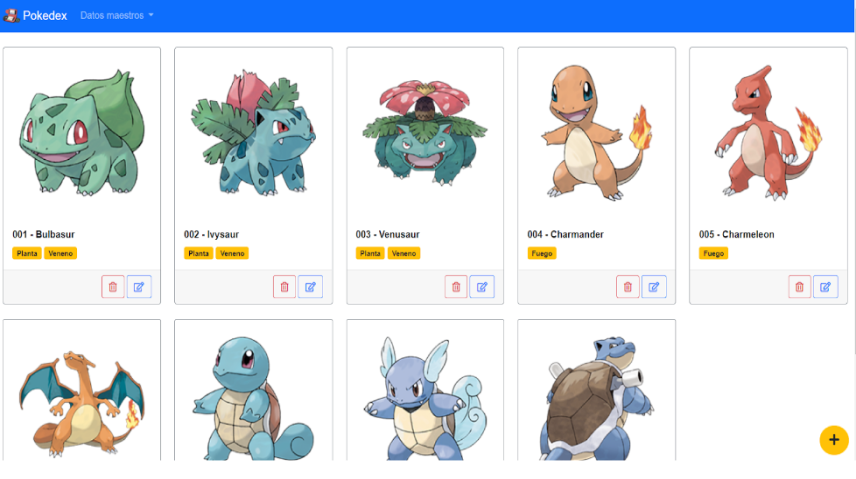 Pokedex Datos maestros
001 - Bulbasur
Planta Veneno
002 - Ivysaur
Planta Veneno
003 - Venusaur
Planta Veneno
004 - Charmander
Fuego
005 - Charmeleon
Fuego
+